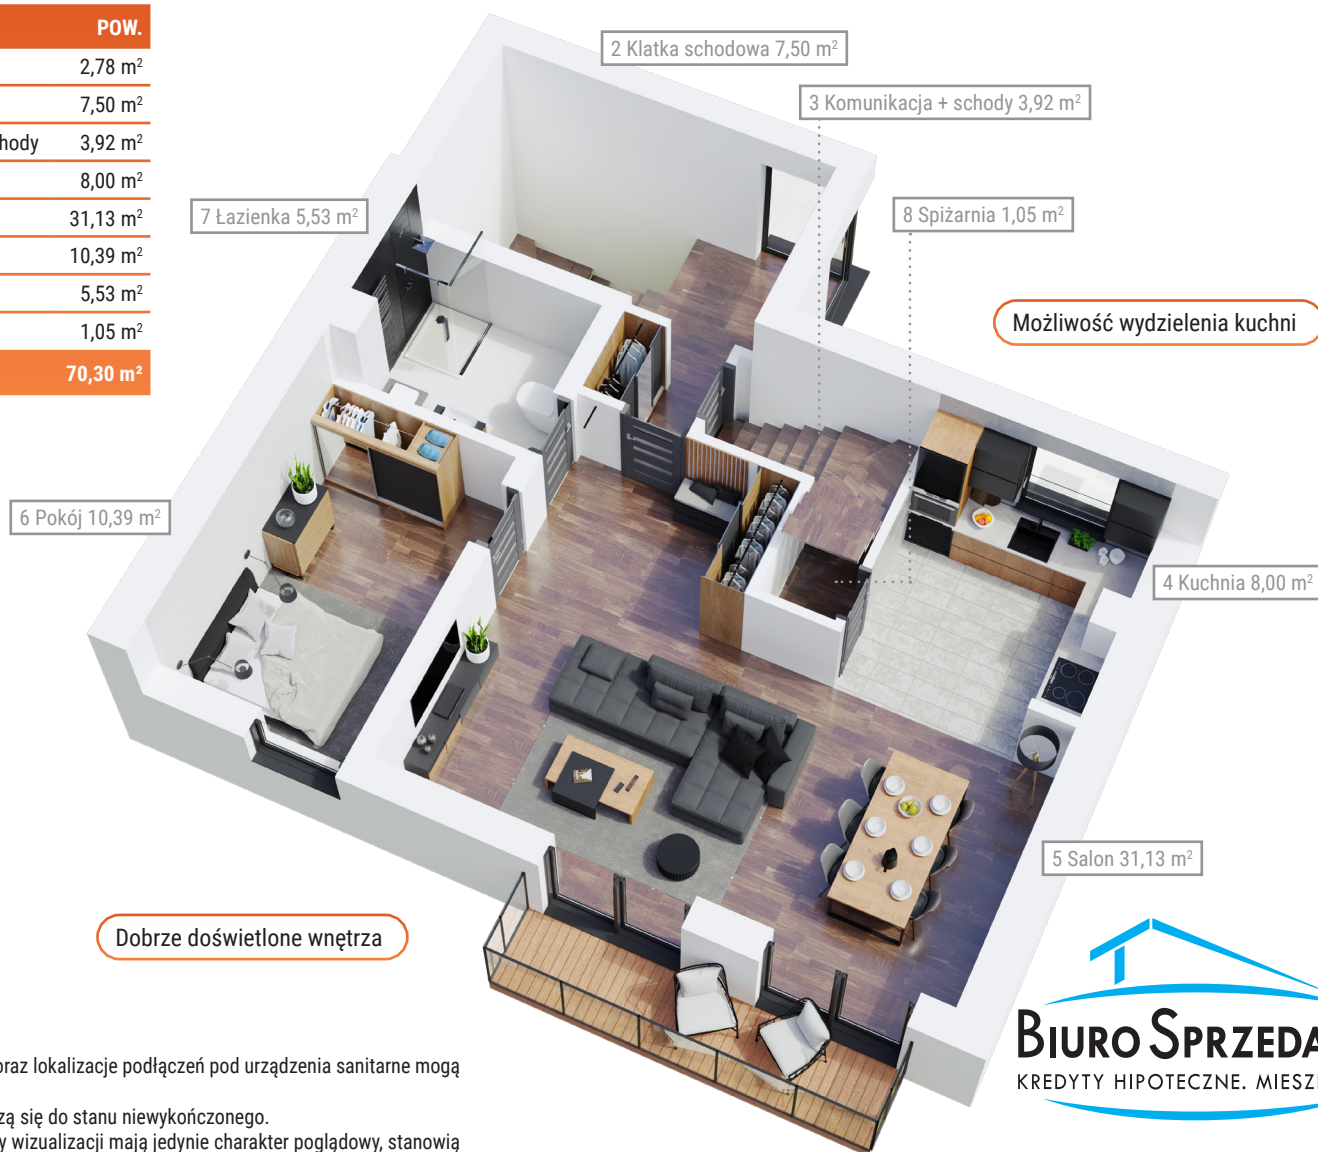 POW.
2,78 m²
7,50 m²
hody 3,92 m²
8,00 m²
31,13 m²
10,39 m²
5,53 m²
1,05 m²
70,30 m²
2 Klatka schodowa 7,50 m²
3 Komunikacja + schody 3,92 m²
7 Łazienka 5,53 m²
8 Spiżarnia 1,05 m²
Możliwość wydzielenia kuchni
6 Pokój 10,39 m²
4 Kuchnia 8,00 m²
5 Salon 31,13 m²
Dobrze doświetlone wnętrza
BIURO SPRZEDA
KREDYTY HIPOTECZNE. MIESZ
oraz lokalizacje podłączeń pod urządzenia sanitarne mogą
zą się do stanu niewykończonego.
y wizualizacji mają jedynie charakter poglądowy, stanowią